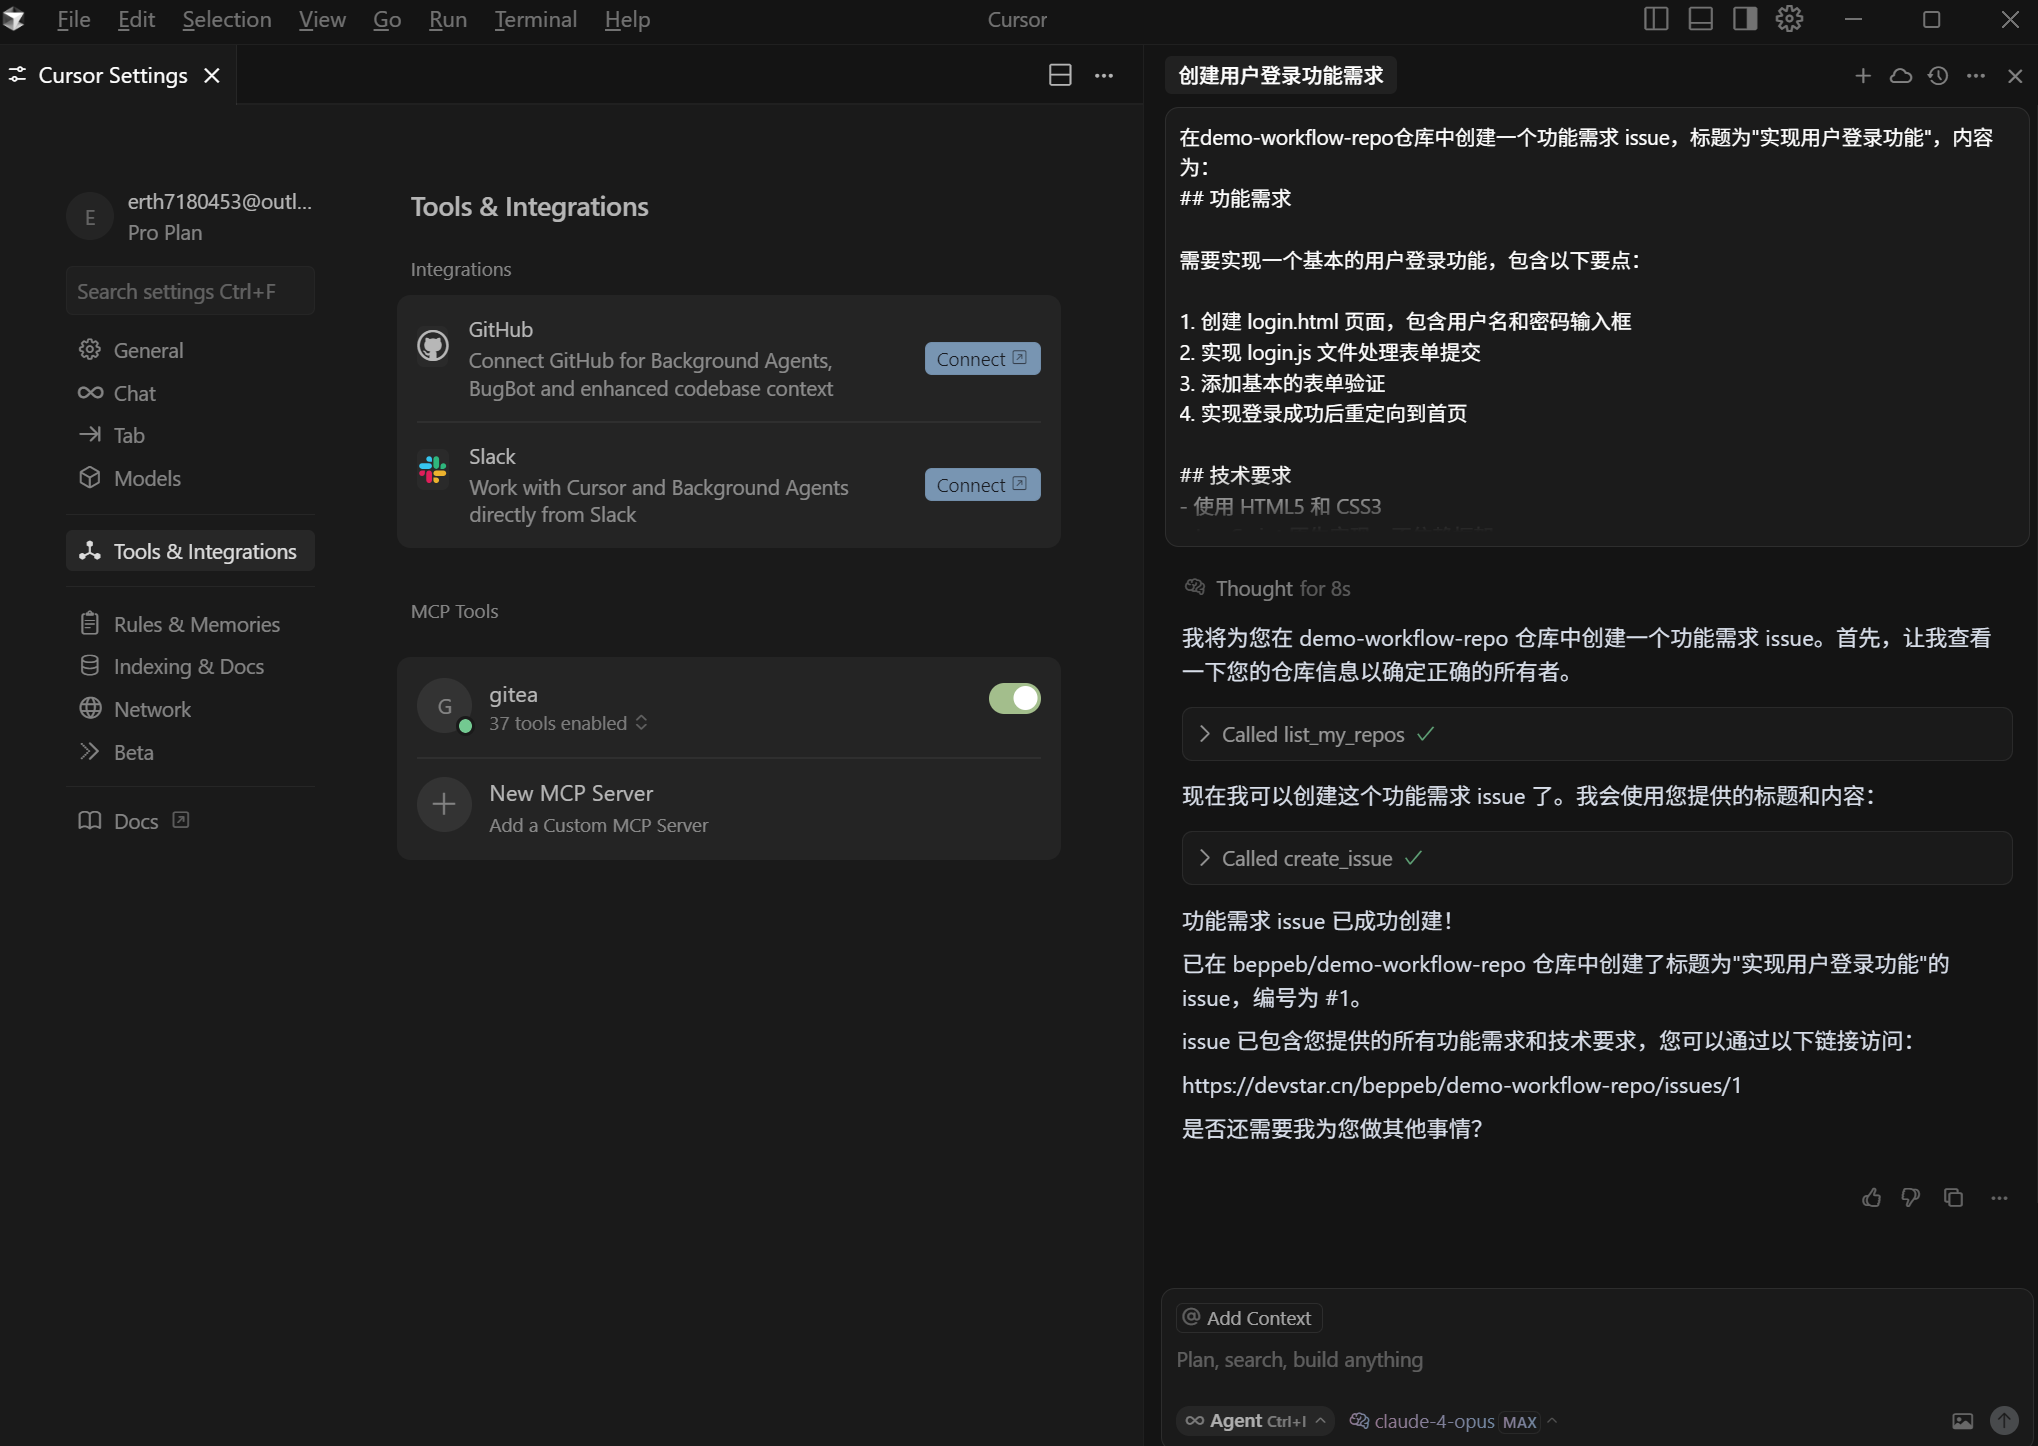 File Edit Selection View Go Run Terminal Help
Cursor
Cursor Settings
E
erth7180453@outl...
Pro Plan
Search settings Ctrl+F
General
Chat
Tab
Models
Tools & Integrations
Rules & Memories
Indexing & Docs
Network
Beta
Docs
Tools & Integrations
Integrations
GitHub
Connect GitHub for Background Agents,
BugBot and enhanced codebase context
Connect
Slack
Work with Cursor and Background Agents
directly from Slack
Connect
MCP Tools
G
gitea
37 tools enabled
New MCP Server
Add a Custom MCP Server
创建用户登录功能需求
在demo-workflow-repo仓库中创建一个功能需求 issue，标题为"实现用户登录功能"，内容
为：
## 功能需求
需要实现一个基本的用户登录功能，包含以下要点：
1. 创建 login.html 页面，包含用户名和密码输入框
2. 实现 login.js 文件处理表单提交
3. 添加基本的表单验证
4. 实现登录成功后重定向到首页
## 技术要求
- 使用 HTML5 和 CSS3
Thought for 8s
我将为您在 demo-workflow-repo 仓库中创建一个功能需求 issue。首先，让我查看
一下您的仓库信息以确定正确的所有者。
Called list_my_repos
现在我可以创建这个功能需求 issue 了。我会使用您提供的标题和内容：
Called create_issue
功能需求 issue 已成功创建！
已在 beppeb/demo-workflow-repo 仓库中创建了标题为"实现用户登录功能"的
issue，编号为 #1。
issue 已包含您提供的所有功能需求和技术要求，您可以通过以下链接访问：
https://devstar.cn/beppeb/demo-workflow-repo/issues/1
是否还需要我为您做其他事情？
@ Add Context
Plan, search, build anything
Agent Ctrl+I
claude-4-opus MAX